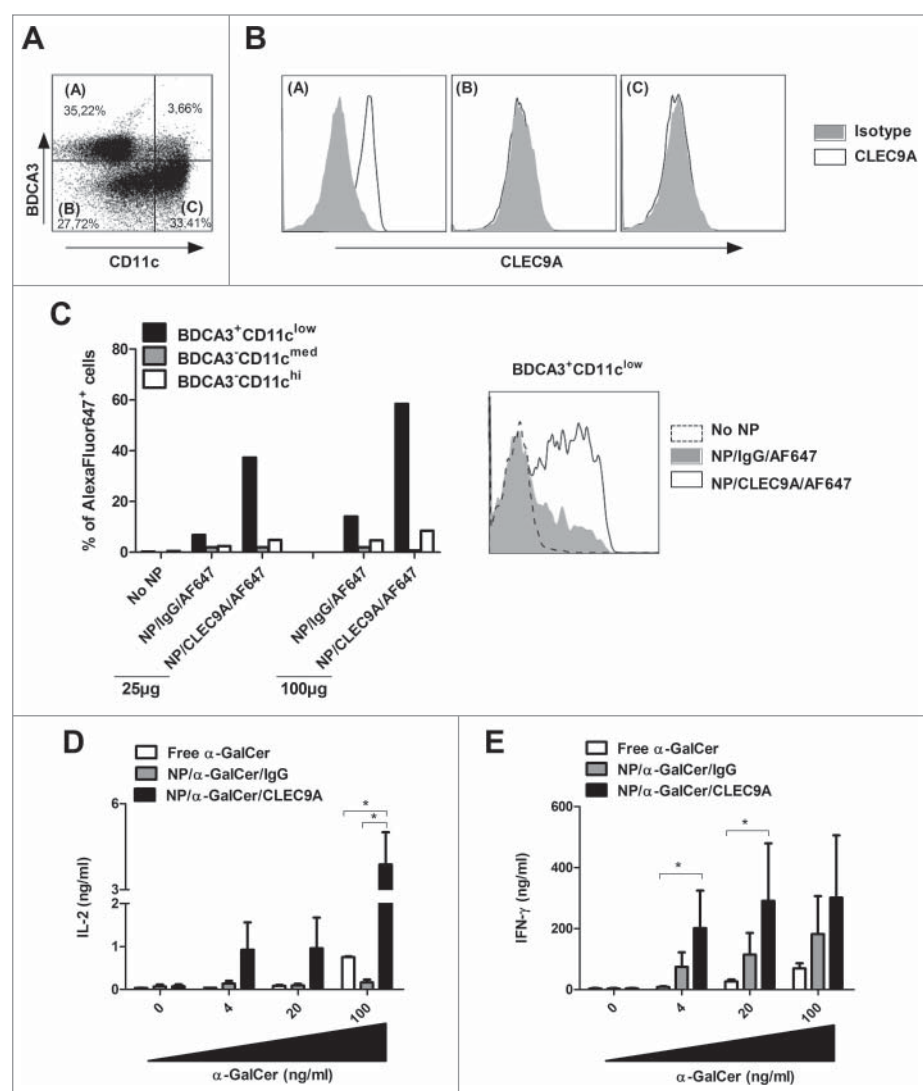 A
(A)
35,22%
3,66%
(B)
27,72%
(C)
33,41%
BDCA3
CD11c
B
(A)
(B)
(C)
Isotype
CLEC9A
CLEC9A
C
BDCA3+CD11clow
BDCA3-CD11cmed
BDCA3-CD11chi
% of AlexaFluor647+ cells
80
60
40
20
0
No NP
NP/IgG/AF647
NP/CLEC9A/AF647
NP/IgG/AF647
NP/CLEC9A/AF647
25µg
100µg
BDCA3+CD11clow
No NP
NP/IgG/AF647
NP/CLEC9A/AF647
D
Free α-GalCer
NP/α-GalCer/IgG
NP/α-GalCer/CLEC9A
IL-2 (ng/ml)
6
3
2
1
0
* 
*
0
4
20
100
α-GalCer (ng/ml)
E
Free α-GalCer
NP/α-GalCer/IgG
NP/α-GalCer/CLEC9A
IFN-γ (ng/ml)
600
400
200
0
*
*
0
4
20
100
α-GalCer (ng/ml)